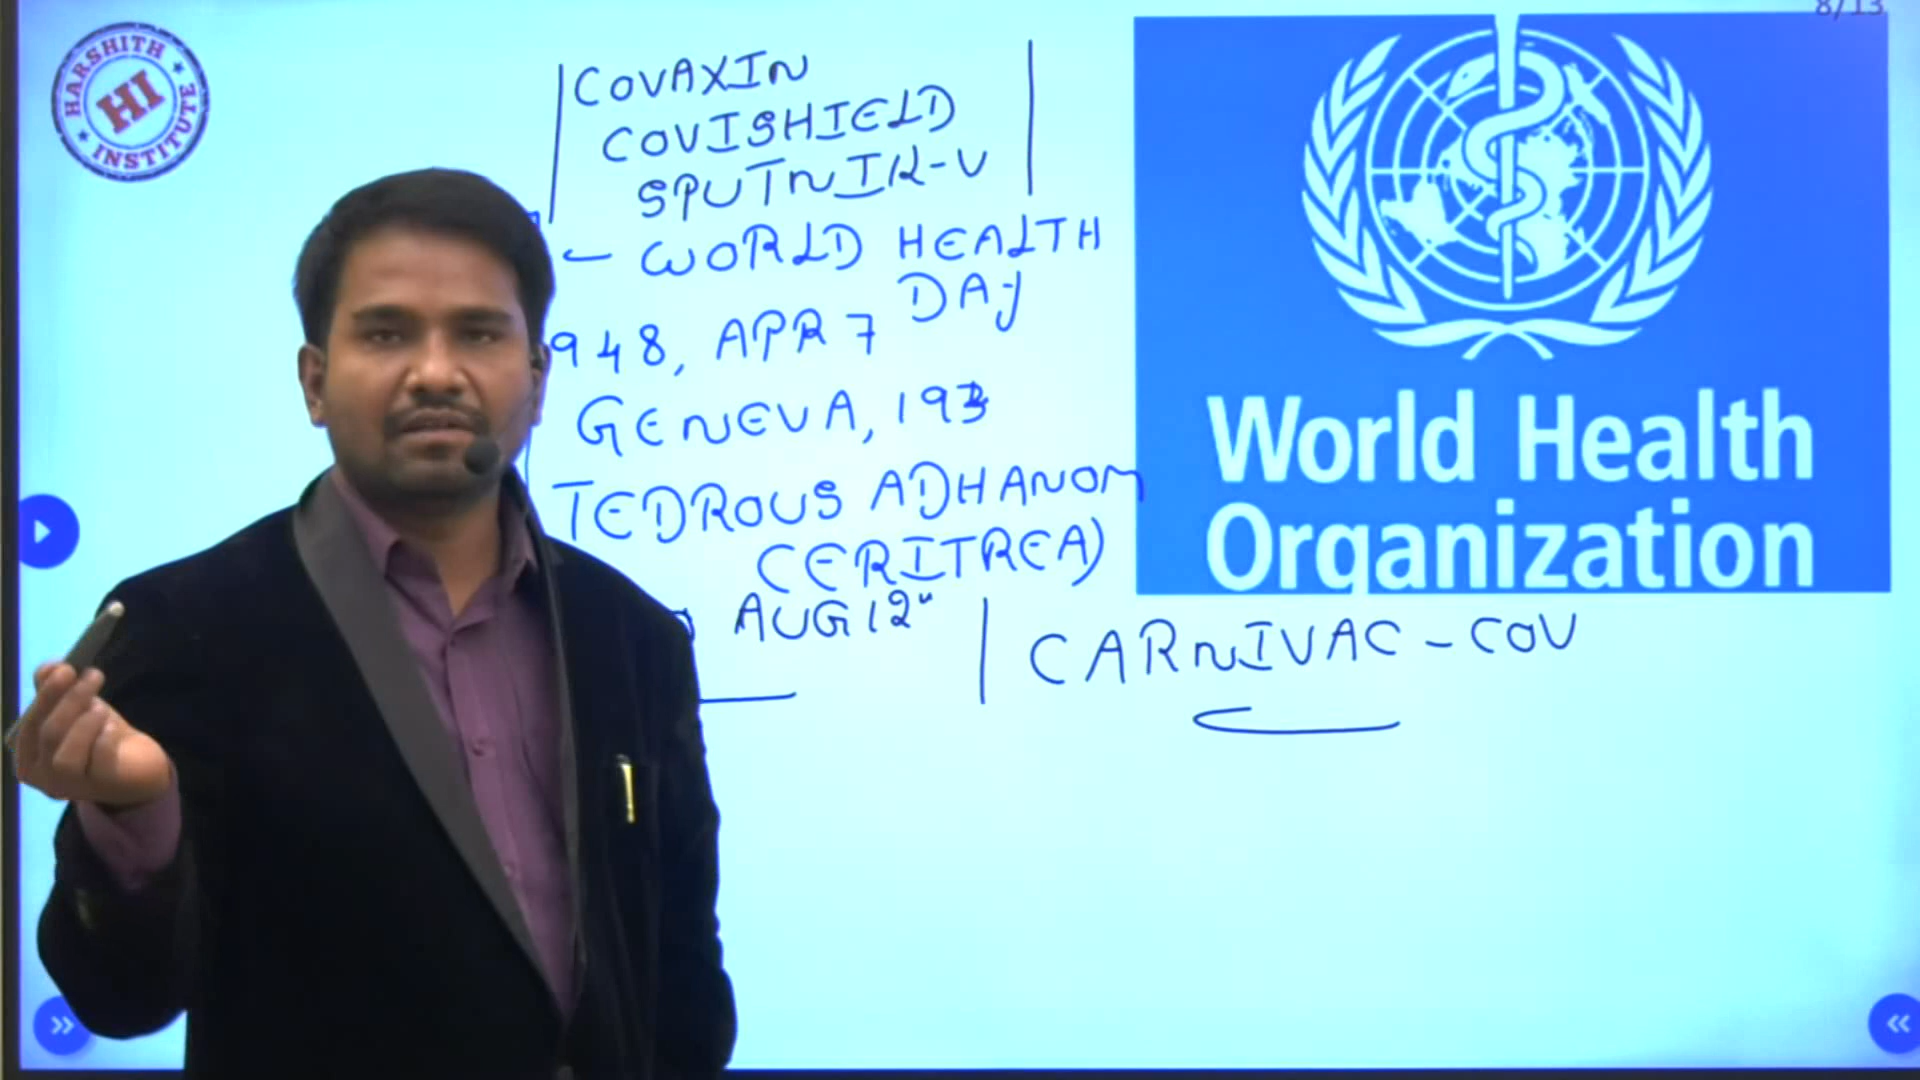 8/13
HARSHITH
HI
INSTITUTE
COVAXIN
COVISHIELD
SPUTNIK-V
WORLD HEALTH
DAY
948, APR 7
GENEVA, 193
TEDROUS ADHANOM
(ERITREA)
AUG 12
CARNIVAC-COV
World Health
Organization